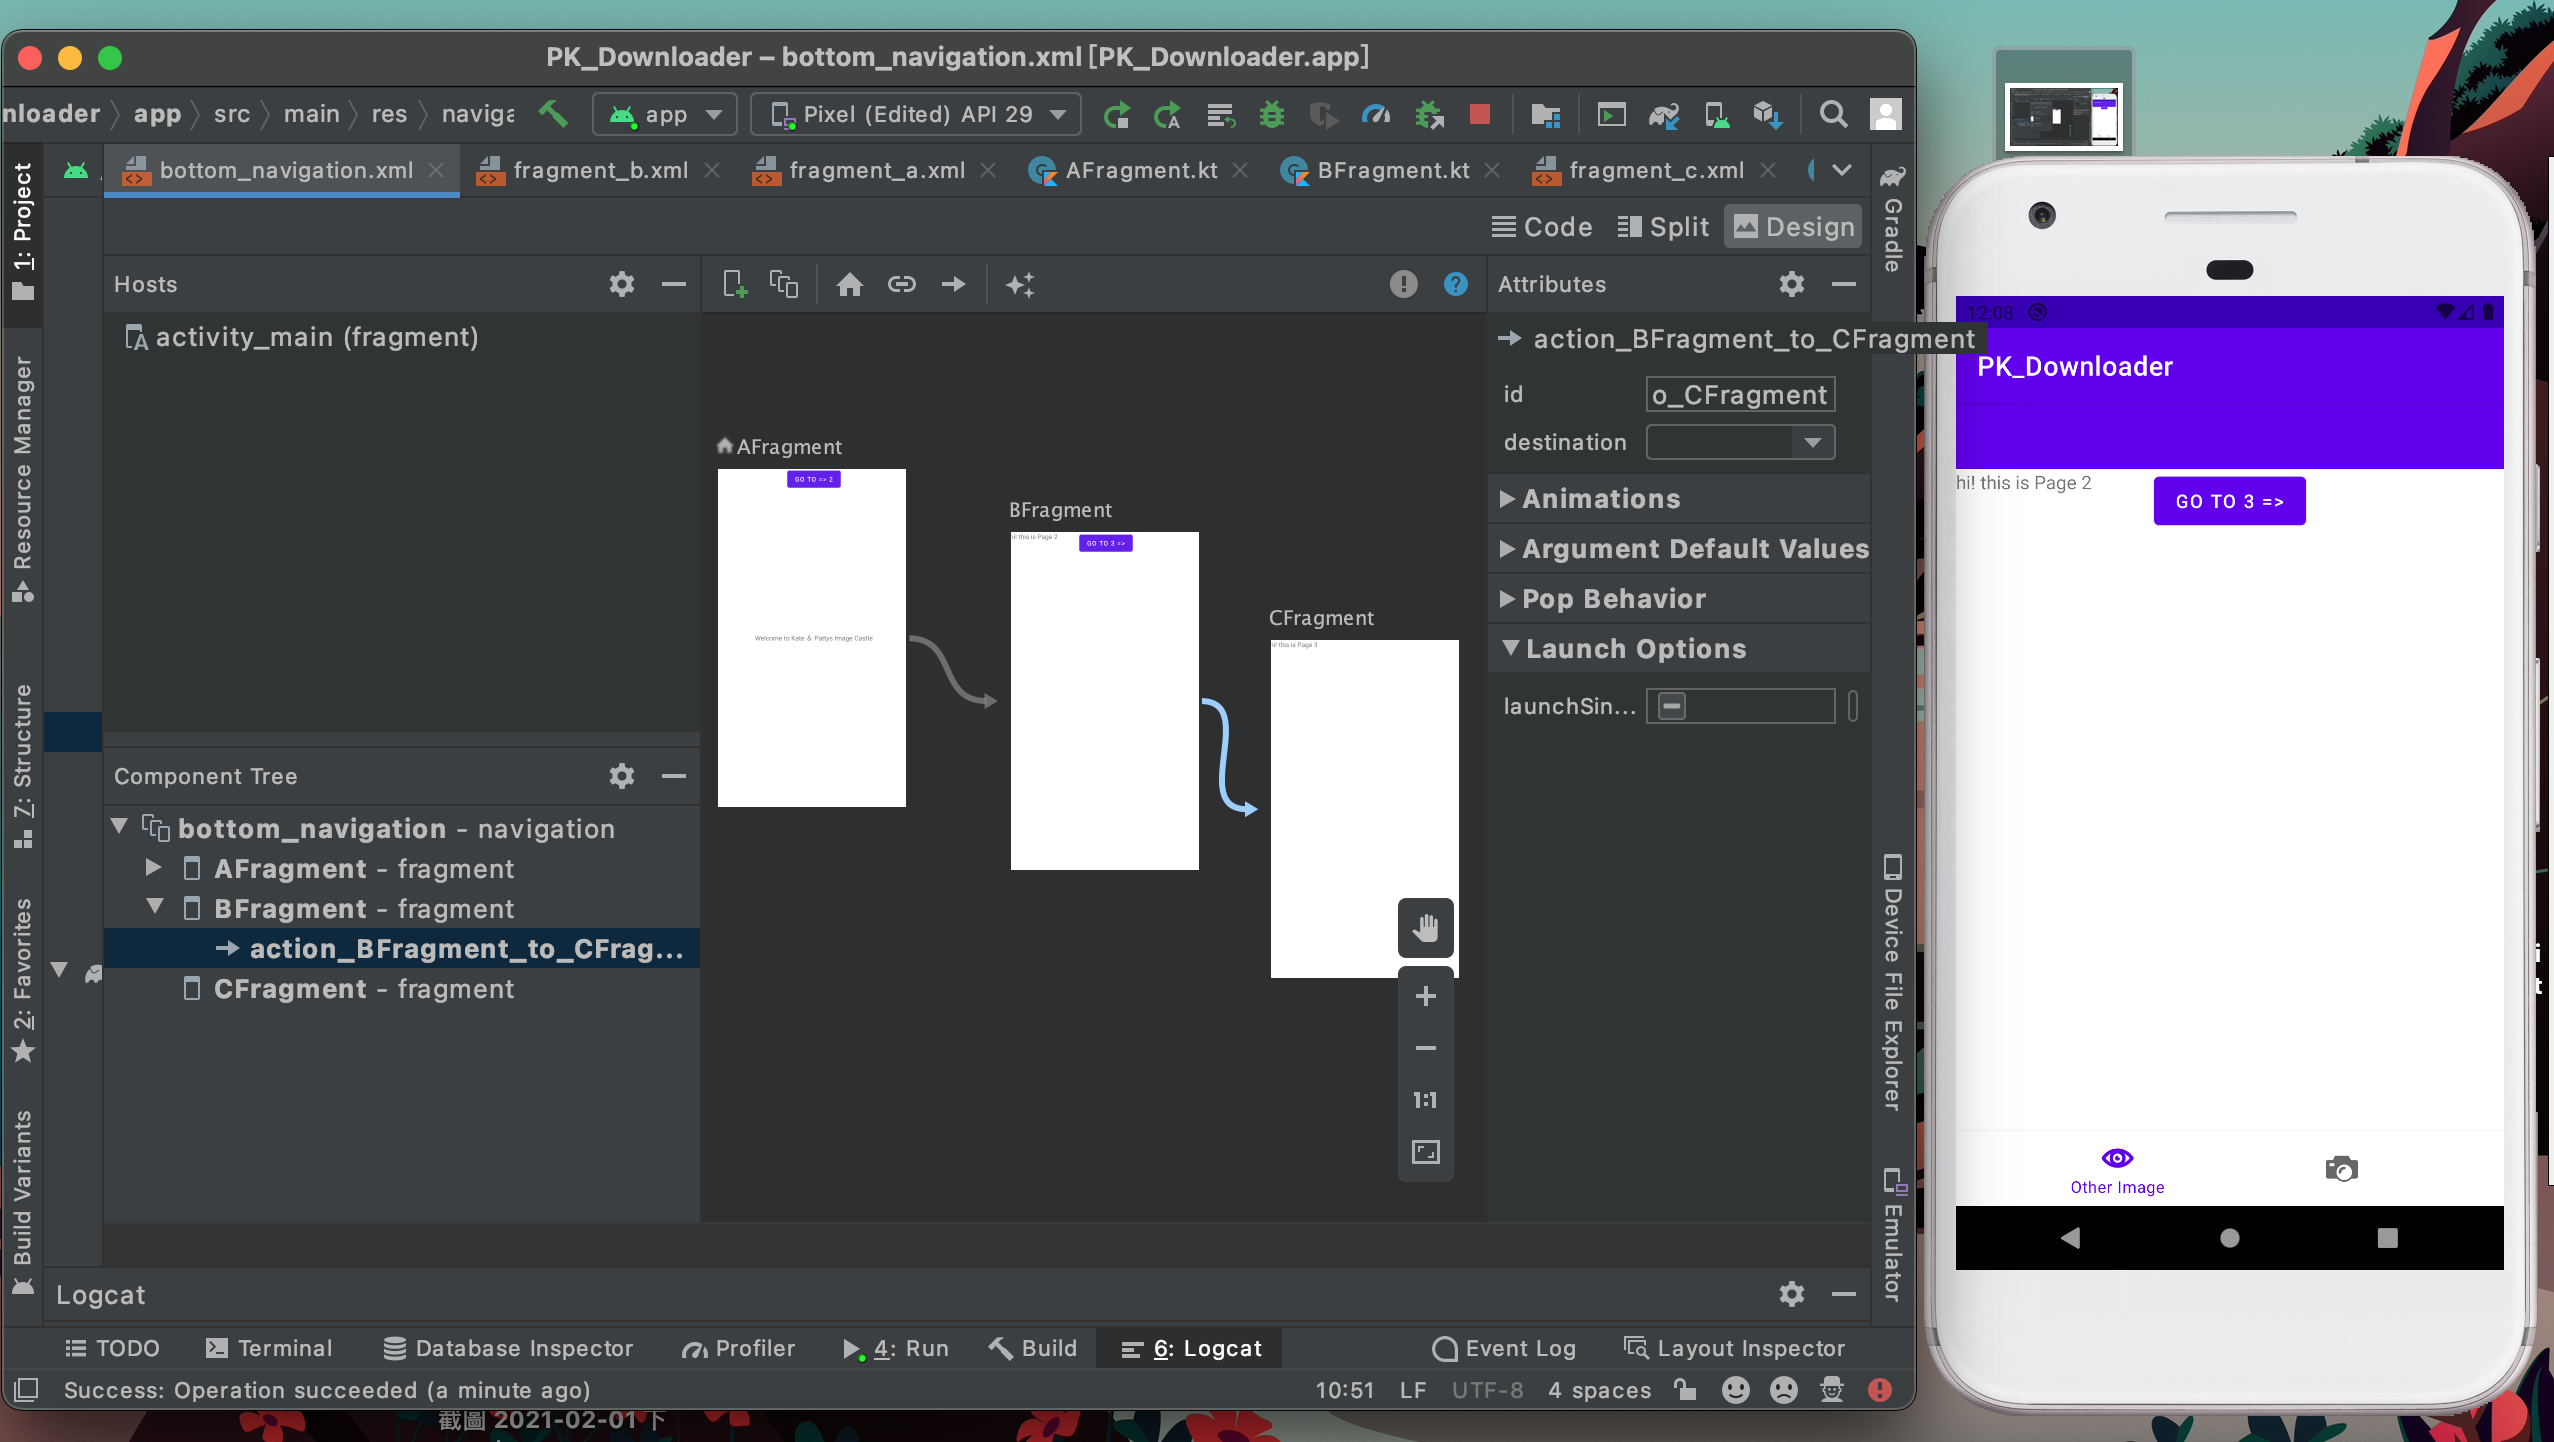 PK_Downloader – bottom_navigation.xml [PK_Downloader.app]
nloader
app
src
main
res
naviga
app
Pixel (Edited) API 29
bottom_navigation.xml
fragment_b.xml
fragment_a.xml
AFragment.kt
BFragment.kt
fragment_c.xml
Code
Split
Design
1: Project
Resource Manager
7: Structure
2: Favorites
Build Variants
Hosts
activity_main (fragment)
Component Tree
bottom_navigation - navigation
AFragment - fragment
BFragment - fragment
action_BFragment_to_CFrag...
CFragment - fragment
AFragment
GO TO => 2
Welcome to Kate & Pattys Image Castle
BFragment
hi! this is Page 2
GO TO 3 =>
CFragment
hi! this is Page 3
1:1
Attributes
action_BFragment_to_CFragment
id
o_CFragment
destination
Animations
Argument Default Values
Pop Behavior
Launch Options
launchSin...
Gradle
Device File Explorer
Emulator
Logcat
TODO
Terminal
Database Inspector
Profiler
4: Run
Build
6: Logcat
Event Log
Layout Inspector
Success: Operation succeeded (a minute ago)
10:51
LF
UTF-8
4 spaces
截圖 2021-02-01 下
12:08
PK_Downloader
hi! this is Page 2
GO TO 3 =>
Other Image